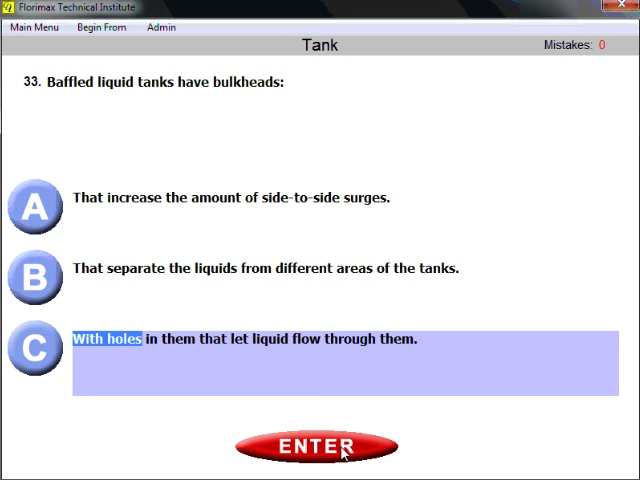 Florimax Technical Institute
Main Menu Begin From Admin
Tank Mistakes: 0
33. Baffled liquid tanks have bulkheads:
A That increase the amount of side-to-side surges.
B That separate the liquids from different areas of the tanks.
C With holes in them that let liquid flow through them.
ENTER